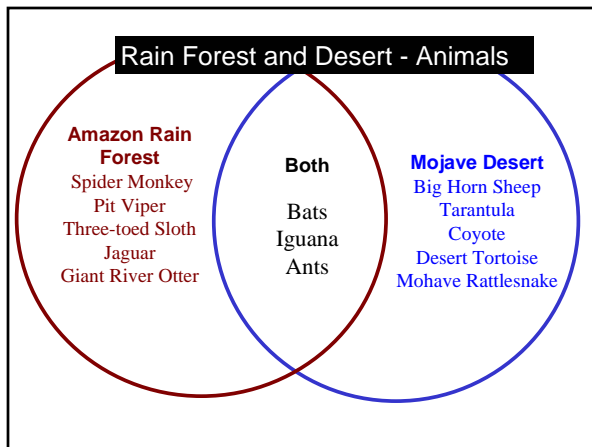 Rain Forest and Desert - Animals
Amazon Rain
Forest
Spider Monkey
Pit Viper
Three-toed Sloth
Jaguar
Giant River Otter
Both
Bats
Iguana
Ants
Mojave Desert
Big Horn Sheep
Tarantula
Coyote
Desert Tortoise
Mohave Rattlesnake